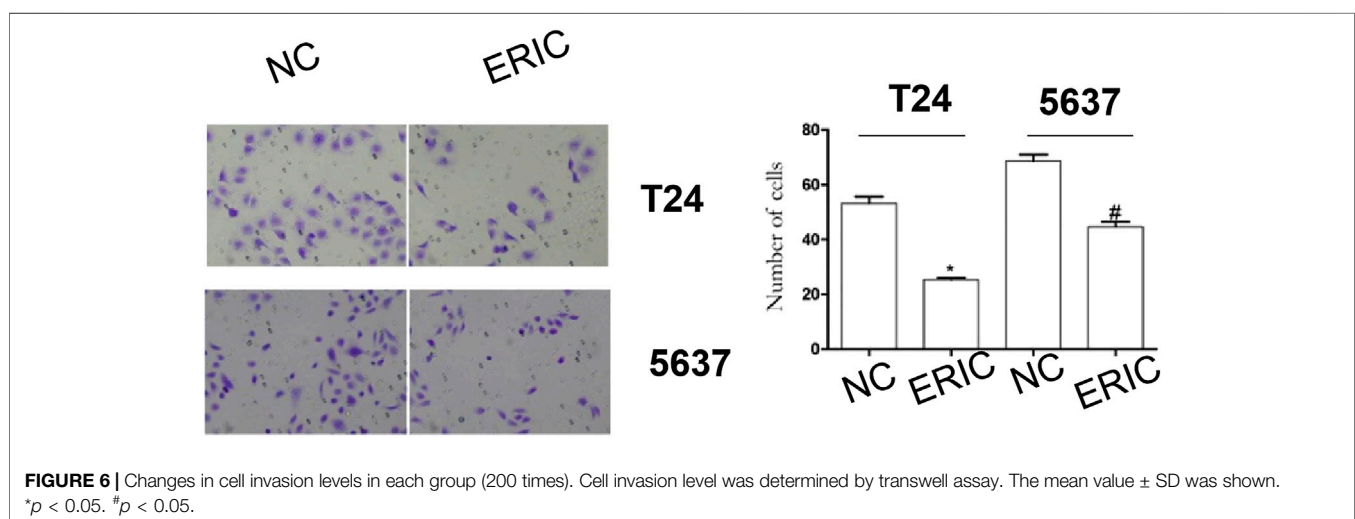 NC
ERIC
T24
5637
T24 5637
Number of cells
80
60
40
20
0
*
#
NC ERIC NC ERIC
FIGURE 6 | Changes in cell invasion levels in each group (200 times). Cell invasion level was determined by transwell assay. The mean value ± SD was shown.
*p < 0.05. #p < 0.05.